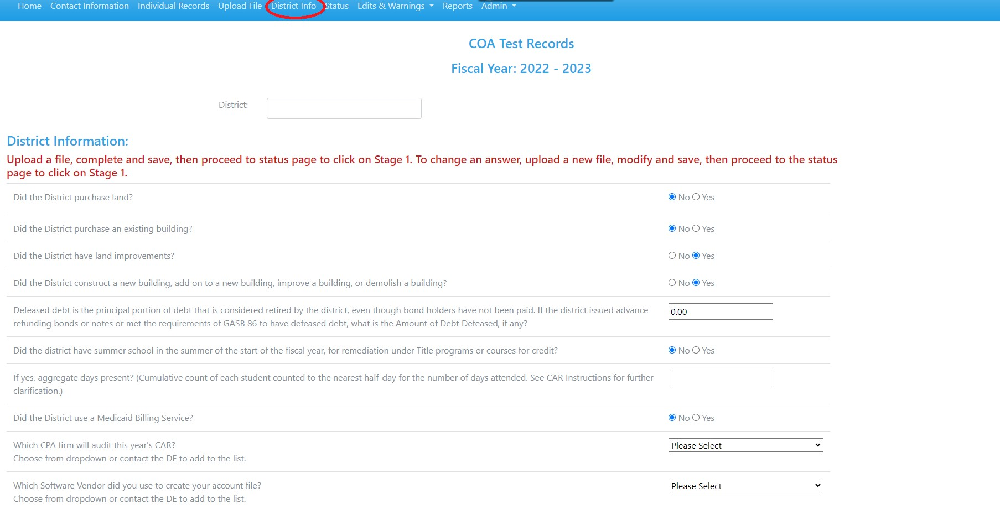 Home Contact Information Individual Records Upload File District Info Status Edits & Warnings Reports Admin
COA Test Records
Fiscal Year: 2022 - 2023
District:
District Information:
Upload a file, complete and save, then proceed to status page to click on Stage 1. To change an answer, upload a new file, modify and save, then proceed to the status
page to click on Stage 1.
Did the District purchase land? No Yes
Did the District purchase an existing building? No Yes
Did the District have land improvements? No Yes
Did the District construct a new building, add on to a new building, improve a building, or demolish a building? No Yes
Defeased debt is the principal portion of debt that is considered retired by the district, even though bond holders have not been paid. If the district issued advance 0.00
refunding bonds or notes or met the requirements of GASB 86 to have defeased debt, what is the Amount of Debt Defeased, if any?
Did the district have summer school in the summer of the start of the fiscal year, for remediation under Title programs or courses for credit? No Yes
If yes, aggregate days present? (Cumulative count of each student counted to the nearest half-day for the number of days attended. See CAR Instructions for further
clarification.)
Did the District use a Medicaid Billing Service? No Yes
Which CPA firm will audit this year's CAR? Please Select
Choose from dropdown or contact the DE to add to the list.
Which Software Vendor did you use to create your account file? Please Select
Choose from dropdown or contact the DE to add to the list.